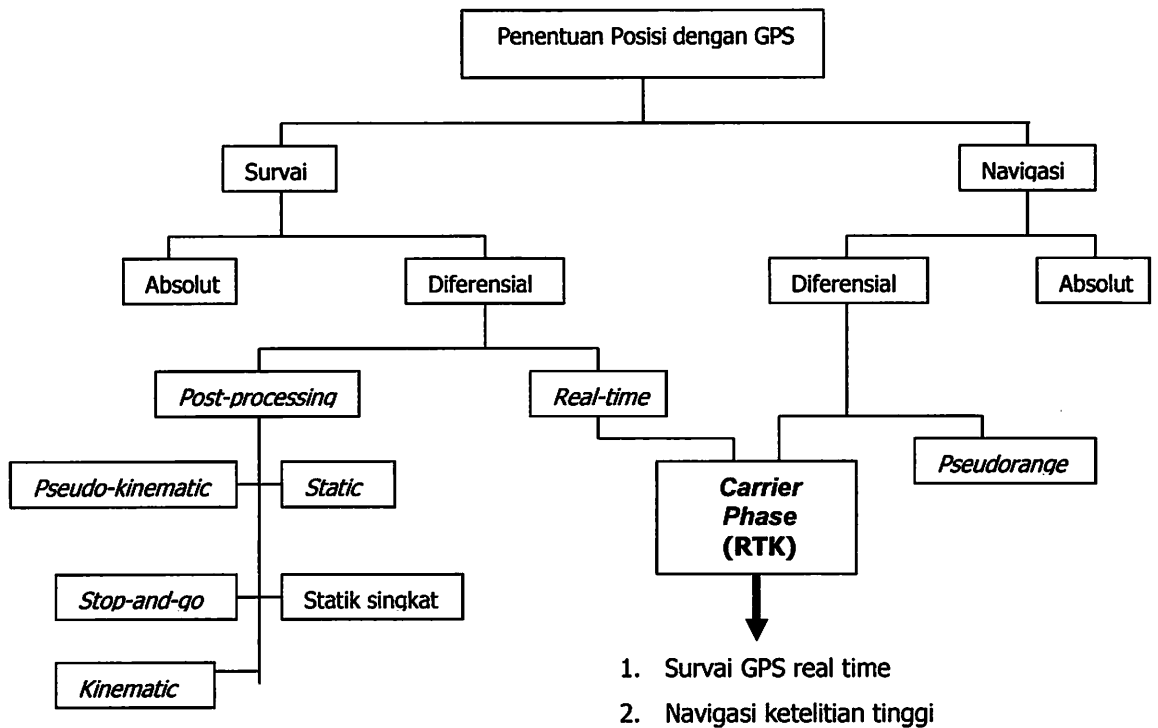 Penentuan Posisi dengan GPS
Survai
Navigasi
Absolut
Diferensial
Diferensial
Absolut
Post-processing
Real-time
Pseudorange
Pseudo-kinematic
Static
Carrier
Phase
(RTK)
Stop-and-go
Statik singkat
Kinematic
1. Survai GPS real time
2. Navigasi ketelitian tinggi